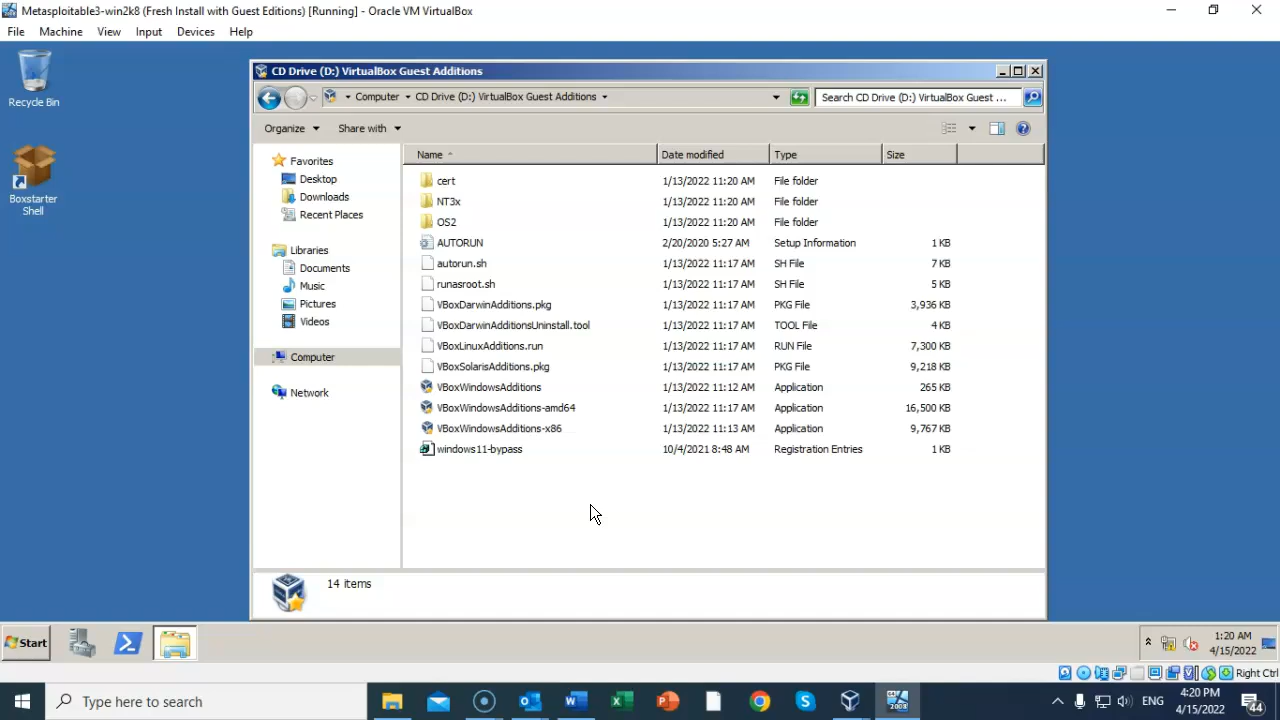 Metasploitable3-win2k8 (Fresh Install with Guest Editions) [Running] - Oracle VM VirtualBox
File Machine View Input Devices Help
Recycle Bin
Boxstarter
Shell
CD Drive (D:) VirtualBox Guest Additions
Computer CD Drive (D:) VirtualBox Guest Additions Search CD Drive (D:) VirtualBox Guest ...
Organize Share with
Favorites
Desktop
Downloads
Recent Places
Libraries
Documents
Music
Pictures
Videos
Computer
Network
Name Date modified Type Size
cert 1/13/2022 11:20 AM File folder
NT3x 1/13/2022 11:20 AM File folder
OS2 1/13/2022 11:20 AM File folder
AUTORUN 2/20/2020 5:27 AM Setup Information 1 KB
autorun.sh 1/13/2022 11:17 AM SH File 7 KB
runasroot.sh 1/13/2022 11:17 AM SH File 5 KB
VBoxDarwinAdditions.pkg 1/13/2022 11:17 AM PKG File 3,936 KB
VBoxDarwinAdditionsUninstall.tool 1/13/2022 11:17 AM TOOL File 4 KB
VBoxLinuxAdditions.run 1/13/2022 11:17 AM RUN File 7,300 KB
VBoxSolarisAdditions.pkg 1/13/2022 11:17 AM PKG File 9,218 KB
VBoxWindowsAdditions 1/13/2022 11:12 AM Application 265 KB
VBoxWindowsAdditions-amd64 1/13/2022 11:17 AM Application 16,500 KB
VBoxWindowsAdditions-x86 1/13/2022 11:13 AM Application 9,767 KB
windows11-bypass 10/4/2021 8:48 AM Registration Entries 1 KB
14 items
Start
1:20 AM
4/15/2022
Right Ctrl
Type here to search
ENG
4:20 PM
4/15/2022
44